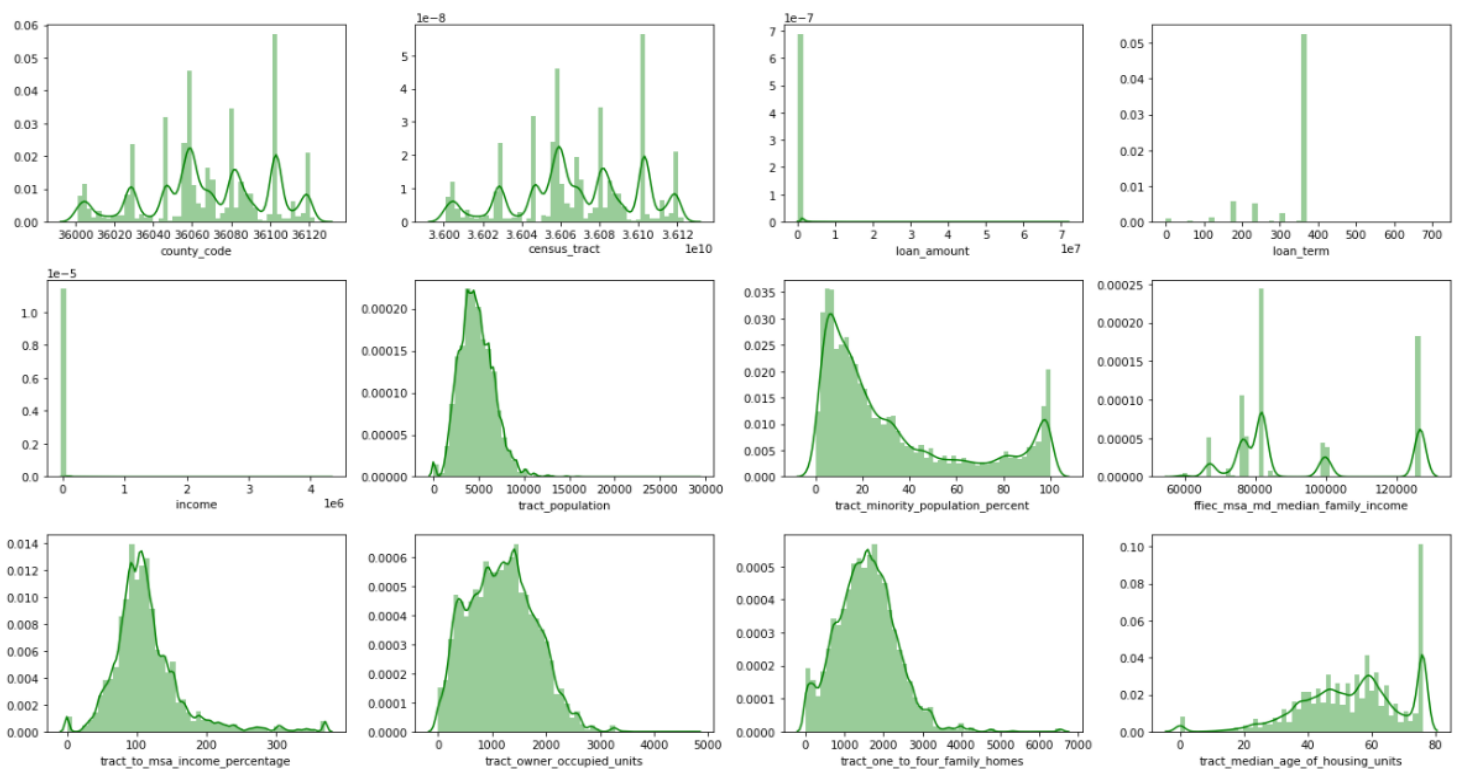 0.06
0.05
0.04
0.03
0.02
0.01
0.00
36000 36020 36040 36060 36080 36100 36120
county_code
1e−8
5
4
3
2
1
0
3.600 3.602 3.604 3.606 3.608 3.610 3.612
1e10
census_tract
1e−7
7
6
5
4
3
2
1
0
0 1 2 3 4 5 6 7
1e7
loan_amount
0.05
0.04
0.03
0.02
0.01
0.00
0 100 200 300 400 500 600 700
loan_term
1e−5
1.0
0.8
0.6
0.4
0.2
0.0
0 1 2 3 4
1e6
income
0.00020
0.00015
0.00010
0.00005
0.00000
0 5000 10000 15000 20000 25000 30000
tract_population
0.035
0.030
0.025
0.020
0.015
0.010
0.005
0.000
0 20 40 60 80 100
tract_minority_population_percent
0.00025
0.00020
0.00015
0.00010
0.00005
0.00000
60000 80000 100000 120000
ffiec_msa_md_median_family_income
0.014
0.012
0.010
0.008
0.006
0.004
0.002
0.000
0 100 200 300
tract_to_msa_income_percentage
0.0006
0.0005
0.0004
0.0003
0.0002
0.0001
0.0000
0 1000 2000 3000 4000 5000
tract_owner_occupied_units
0.0005
0.0004
0.0003
0.0002
0.0001
0.0000
0 1000 2000 3000 4000 5000 6000 7000
tract_one_to_four_family_homes
0.10
0.08
0.06
0.04
0.02
0.00
0 20 40 60 80
tract_median_age_of_housing_units